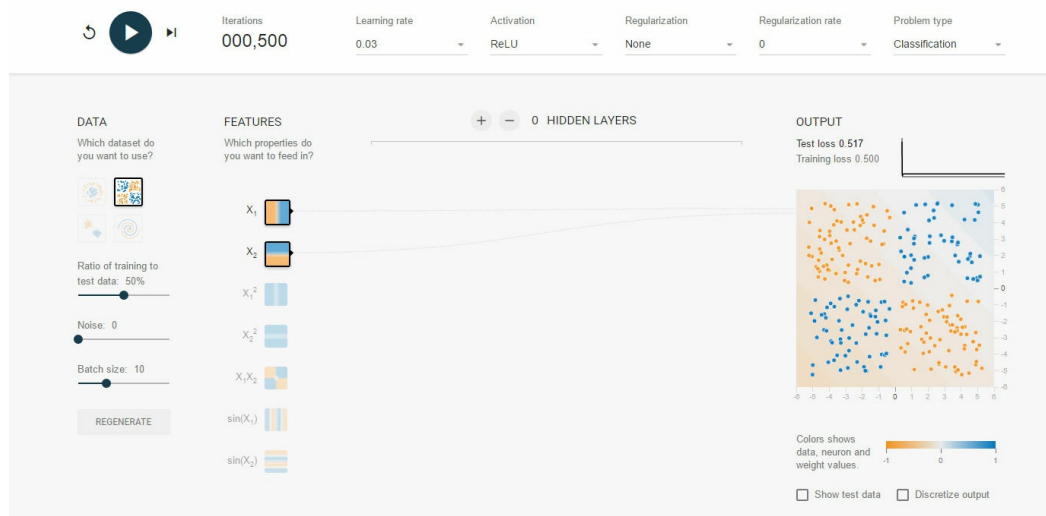 Iterations
000,500
Learning rate
0.03
Activation
ReLU
Regularization
None
Regularization rate
0
Problem type
Classification
DATA
Which dataset do
you want to use?
Ratio of training to
test data: 50%
Noise: 0
Batch size: 10
REGENERATE
FEATURES
Which properties do
you want to feed in?
X₁
X₂
X₁²
X₂²
X₁X₂
sin(X₁)
sin(X₂)
+ − 0 HIDDEN LAYERS
OUTPUT
Test loss 0.517
Training loss 0.500
6
5
4
3
2
1
0
-1
-2
-3
-4
-5
-6
-6 -5 -4 -3 -2 -1 0 1 2 3 4 5 6
Colors shows
data, neuron and
weight values.
-1 0 1
Show test data
Discretize output